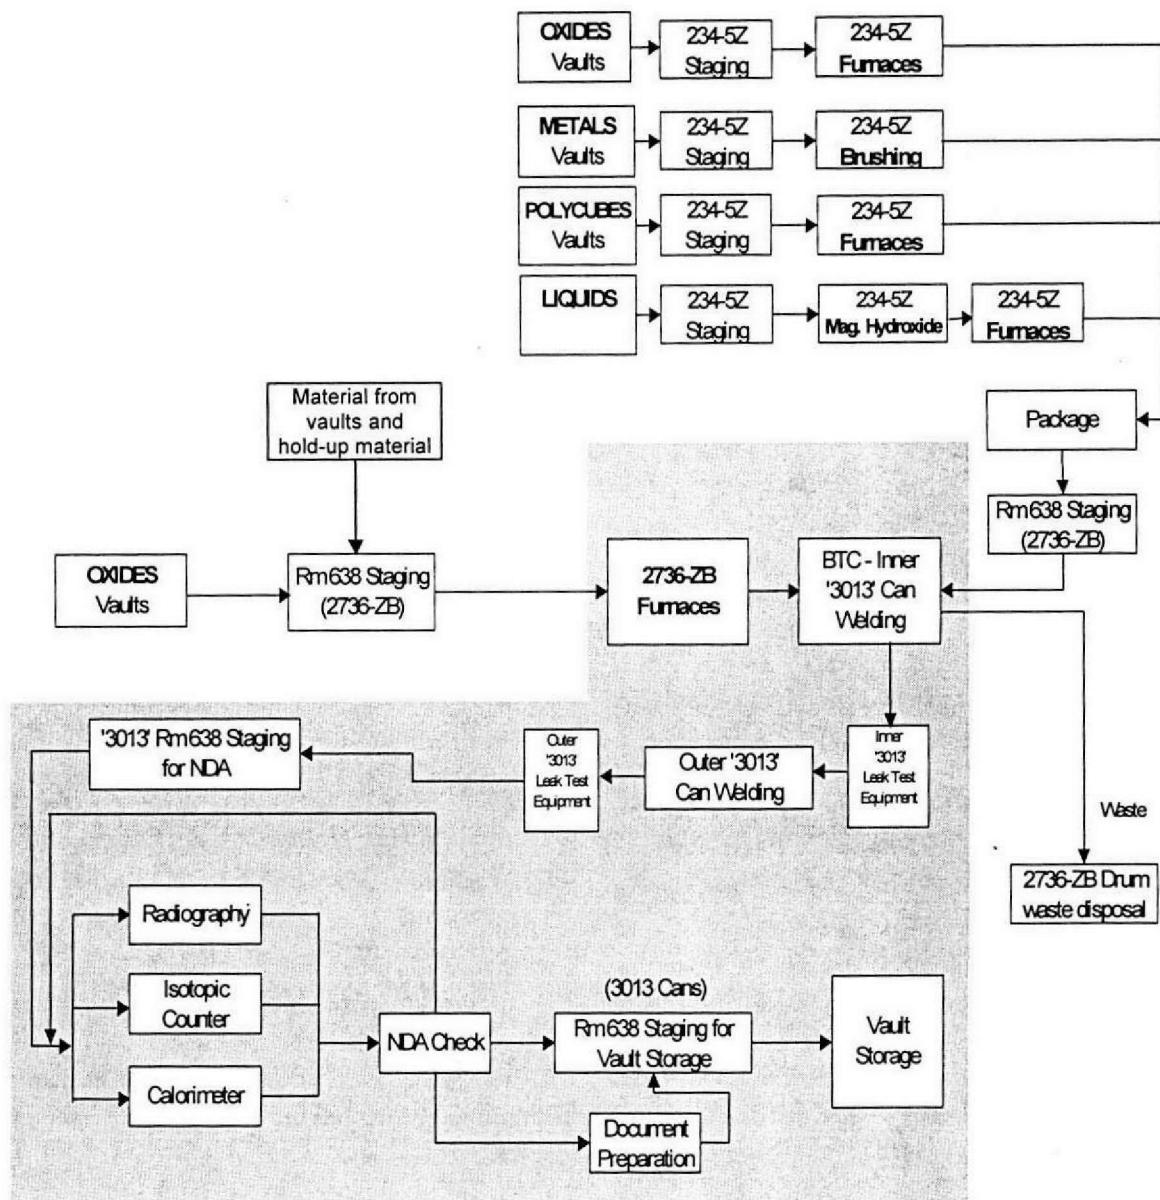 OXIDES
Vaults
234-5Z
Staging
234-5Z
Furnaces
METALS
Vaults
234-5Z
Staging
234-5Z
Brushing
POLYCUBES
Vaults
234-5Z
Staging
234-5Z
Furnaces
LIQUIDS
234-5Z
Staging
234-5Z
Mag. Hydroxide
234-5Z
Furnaces
Material from
vaults and
hold-up material
Package
Rm638 Staging
(2736-ZB)
OXIDES
Vaults
Rm638 Staging
(2736-ZB)
2736-ZB
Furnaces
BTC - Inner
'3013' Can
Welding
'3013' Rm638 Staging
for NDA
Outer
'3013'
Leak Test
Equipment
Outer '3013'
Can Welding
Inner
'3013'
Leak Test
Equipment
Waste
2736-ZB Drum
waste disposal
Radiography
Isotopic
Counter
Calorimeter
NDA Check
(3013 Cans)
Rm638 Staging for
Vault Storage
Vault
Storage
Document
Preparation